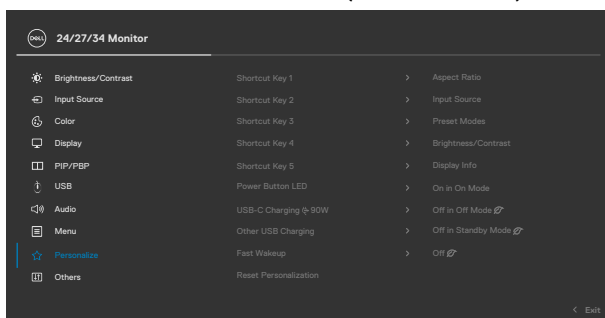 DELL 24/27/34 Monitor
Brightness/Contrast Shortcut Key 1 > Aspect Ratio
Input Source Shortcut Key 2 > Input Source
Color Shortcut Key 3 > Preset Modes
Display Shortcut Key 4 > Brightness/Contrast
PIP/PBP Shortcut Key 5 > Display Info
USB Power Button LED > On in On Mode
Audio USB-C Charging 90W > Off in Off Mode
Menu Other USB Charging > Off in Standby Mode
Personalize Fast Wakeup > Off
Others Reset Personalization
< Exit